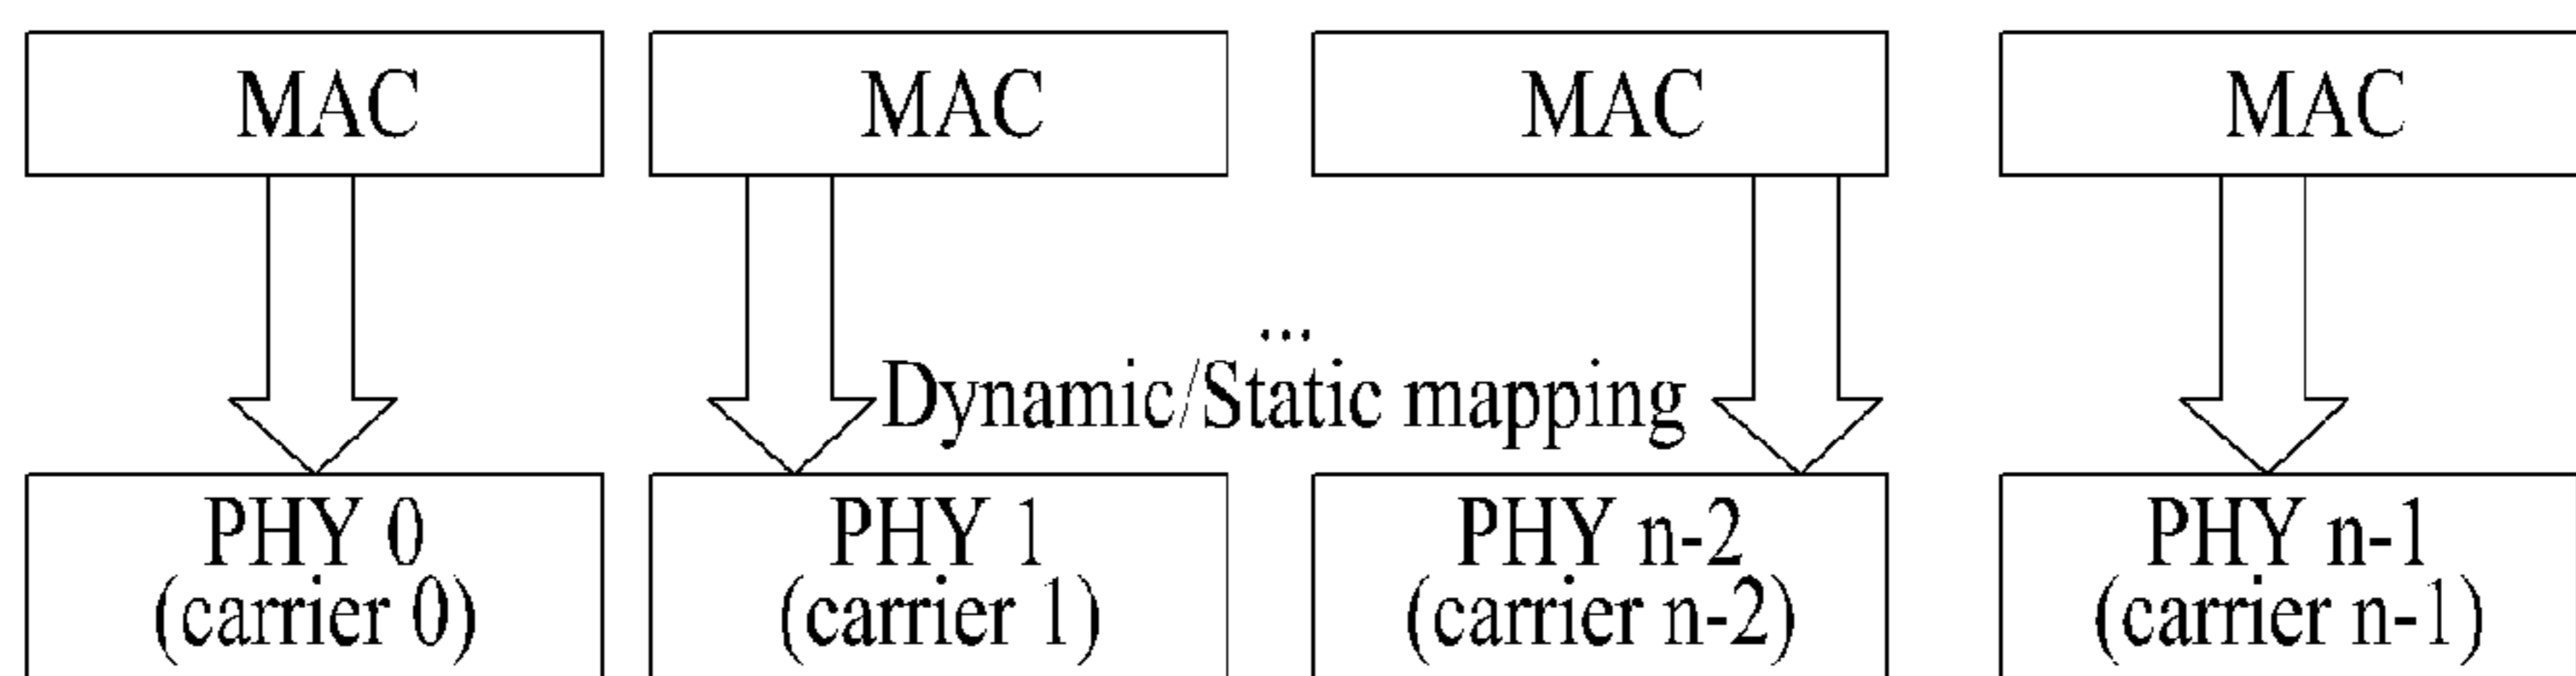 MAC
MAC
MAC
MAC
...
Dynamic/Static mapping
PHY 0
(carrier 0)
PHY 1
(carrier 1)
PHY n-2
(carrier n-2)
PHY n-1
(carrier n-1)